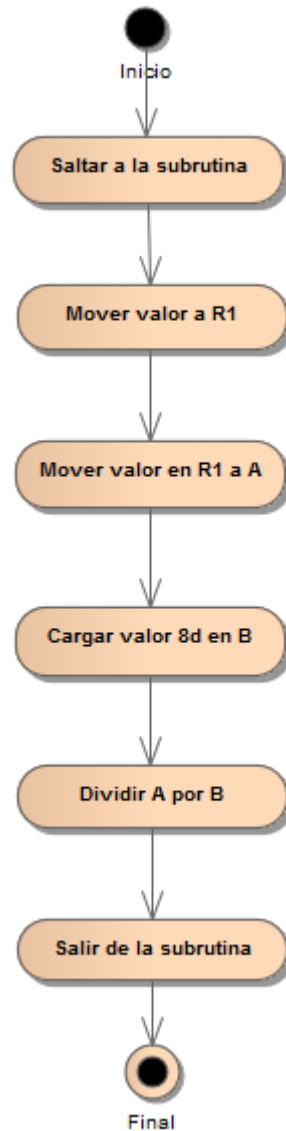 Inicio
Saltar a la subrutina
Mover valor a R1
Mover valor en R1 a A
Cargar valor 8d en B
Dividir A por B
Salir de la subrutina
Final